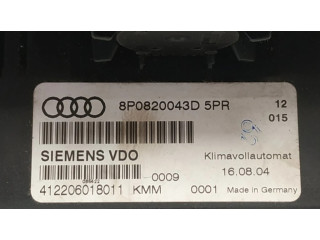 8P0820043D 5PR 12
015
SIEMENS VDO Klimavollautomat
0009 16.08.04
412206018011 KMM 0001 Made in Germany